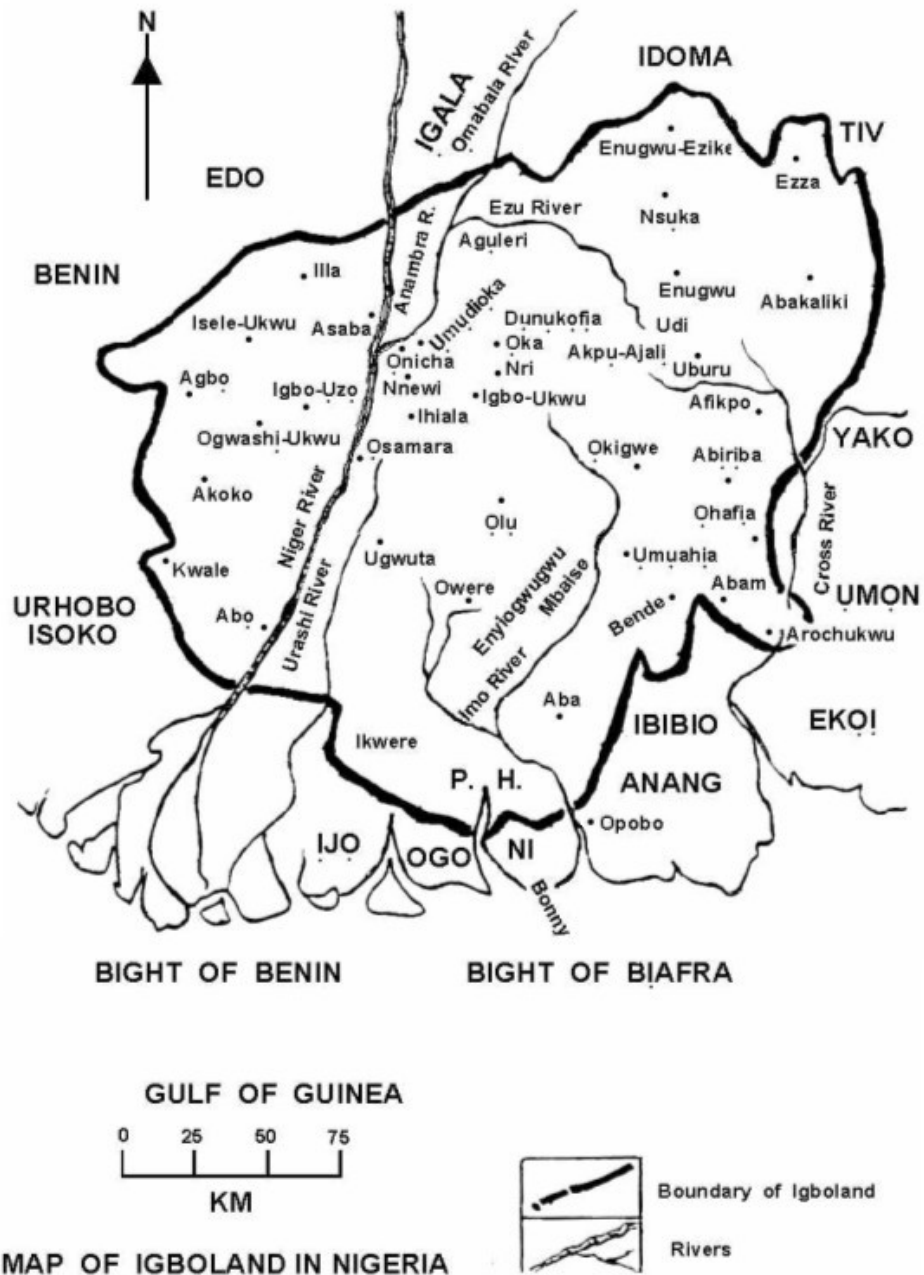 N
IDOMA
IGALA
Omabala River
TIV
Enugwu-Ezike
Ezza
EDO
Ezu River
Nsuka
Aguleri
Anambra R.
BENIN
Illa
Enugwu
Abakaliki
Isele-Ukwu
Asaba
Umudioka
Dunukofia
Udi
Onicha
Oka
Akpu-Ajali
Uburu
Agbo
Igbo-Uzo
Nnewi
Nri
Igbo-Ukwu
Afikpo
Ihiala
Ogwashi-Ukwu
YAKO
Osamara
Okigwe
Abiriba
Akoko
Niger River
Olu
Ohafia
Cross River
Kwale
Ugwuta
Umuahia
Urashi River
Owere
Enyiogwugwu
Mbaise
Bende
Abam
UMON
URHOBO
ISOKO
Abo
Arochukwu
Imo River
Aba
IBIBIO
EKOI
Ikwere
P. H.
ANANG
Opobo
IJO
OGO
NI
Bonny
BIGHT OF BENIN
BIGHT OF BIAFRA
GULF OF GUINEA
0 25 50 75
KM
Boundary of Igboland
Rivers
MAP OF IGBOLAND IN NIGERIA